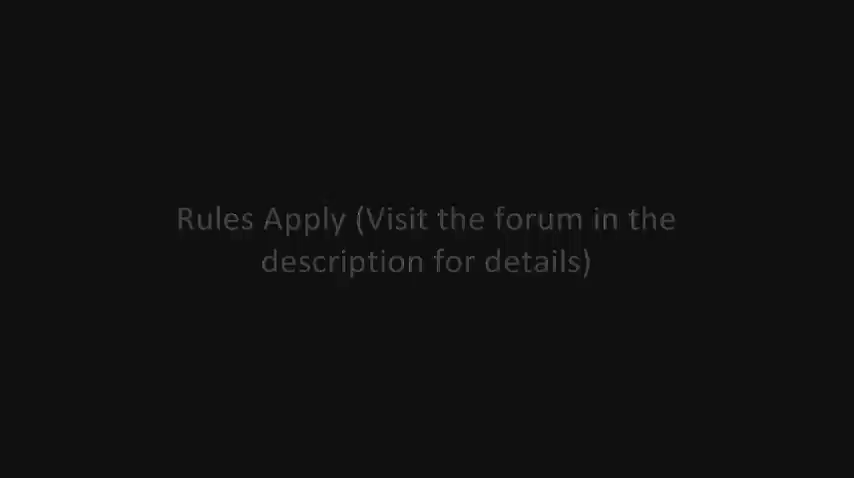 Rules Apply (Visit the forum in the
description for details)